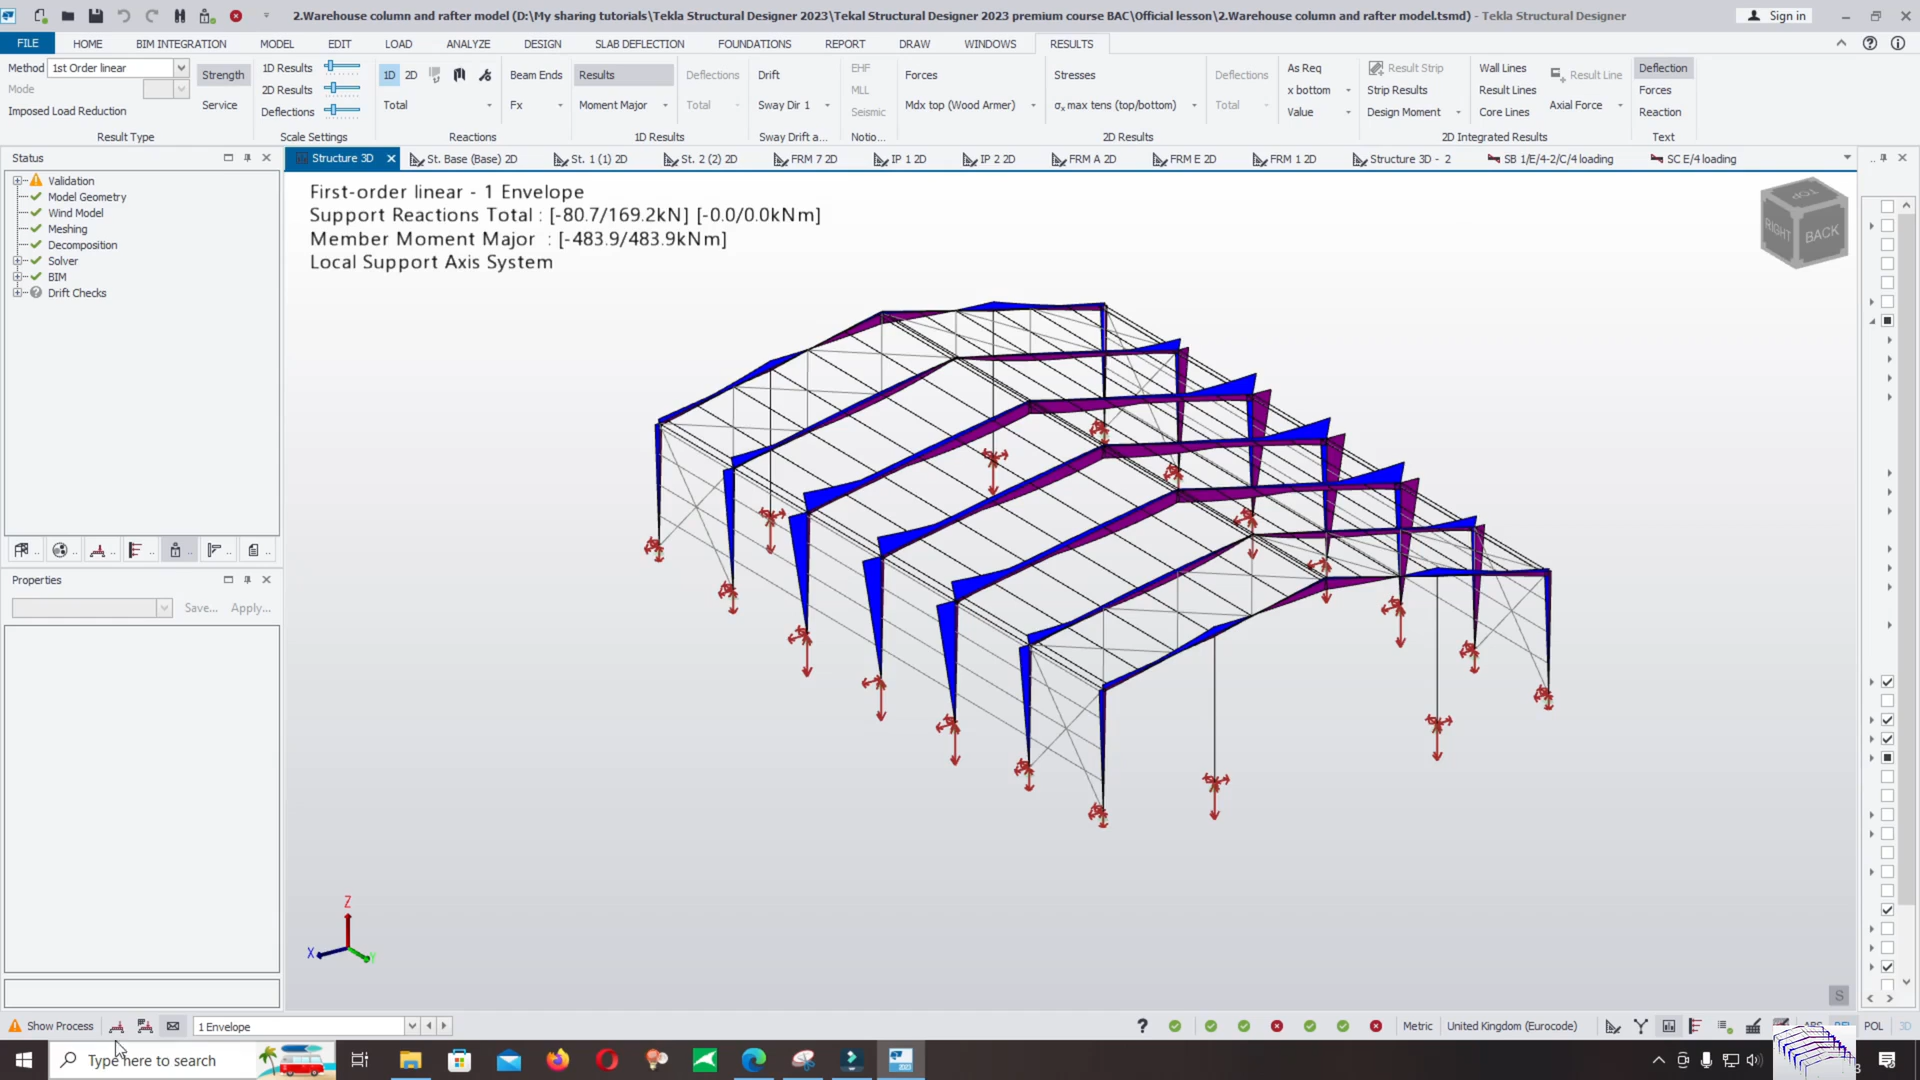 2.Warehouse column and rafter model (D:\My sharing tutorials\Tekla Structural Designer 2023\Tekal Structural Designer 2023 premium course BAC\Official lesson\2.Warehouse column and rafter model.tsmd) - Tekla Structural Designer
Sign in
FILE HOME BIM INTEGRATION MODEL EDIT LOAD ANALYZE DESIGN SLAB DEFLECTION FOUNDATIONS REPORT DRAW WINDOWS RESULTS
Method 1st Order linear Strength 1D Results 1D 2D Beam Ends Results Deflections Drift EHF Forces Stresses Deflections As Req Result Strip Wall Lines Result Line Deflection
Mode Service 2D Results Total Fx Moment Major Total Sway Dir 1 MLL Mdx top (Wood Armer) σx max tens (top/bottom) Total x bottom Strip Results Result Lines Axial Force Forces
Imposed Load Reduction Deflections Seismic Value Design Moment Core Lines Reaction
Result Type Scale Settings Reactions 1D Results Sway Drift a... Notio... 2D Results 2D Integrated Results Text
Status
Structure 3D St. Base (Base) 2D St. 1 (1) 2D St. 2 (2) 2D FRM 7 2D IP 1 2D IP 2 2D FRM A 2D FRM E 2D FRM 1 2D Structure 3D - 2 SB 1/E/4-2/C/4 loading SC E/4 loading
Validation
Model Geometry
Wind Model
Meshing
Decomposition
Solver
BIM
Drift Checks
First-order linear - 1 Envelope
Support Reactions Total : [-80.7/169.2kN] [-0.0/0.0kNm]
Member Moment Major : [-483.9/483.9kNm]
Local Support Axis System
TOP
RIGHT BACK
Properties
Save... Apply...
Z
X
S
Show Process 1 Envelope Metric United Kingdom (Eurocode) POL 3D
Type here to search